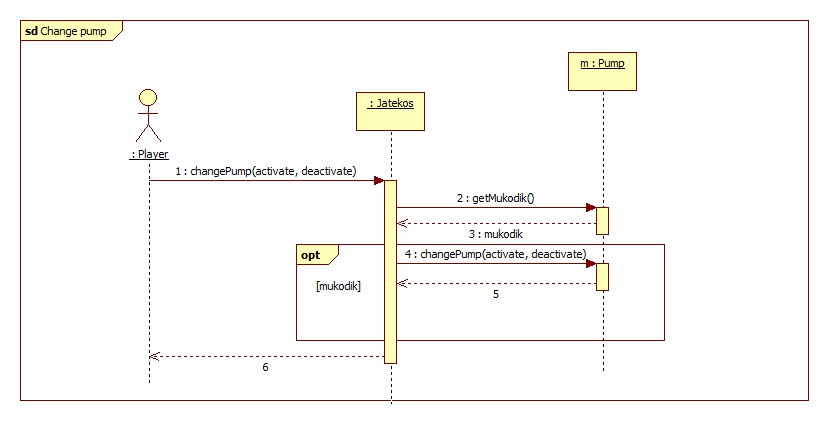 sd Change pump
m : Pump
: Jatekos
: Player
1 : changePump(activate, deactivate)
2 : getMukodik()
3 : mukodik
opt
4 : changePump(activate, deactivate)
[mukodik]
5
6